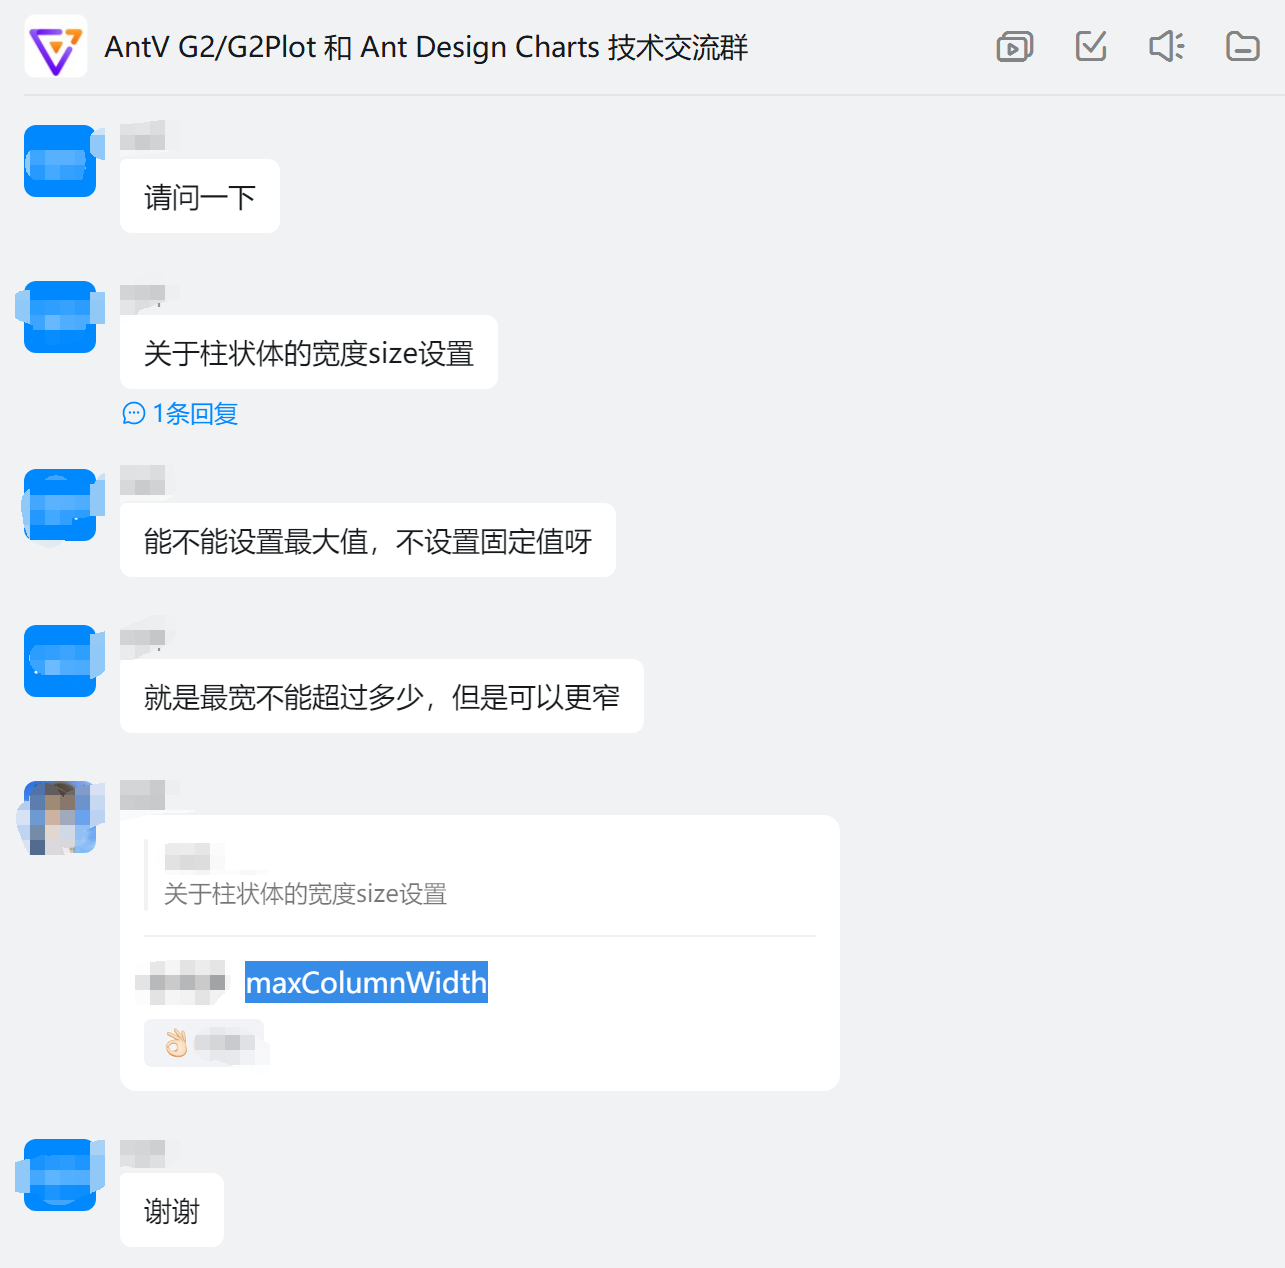 AntV G2/G2Plot 和 Ant Design Charts 技术交流群
请问一下
关于柱状体的宽度size设置
1条回复
能不能设置最大值，不设置固定值呀
就是最宽不能超过多少，但是可以更窄
关于柱状体的宽度size设置
maxColumnWidth
谢谢